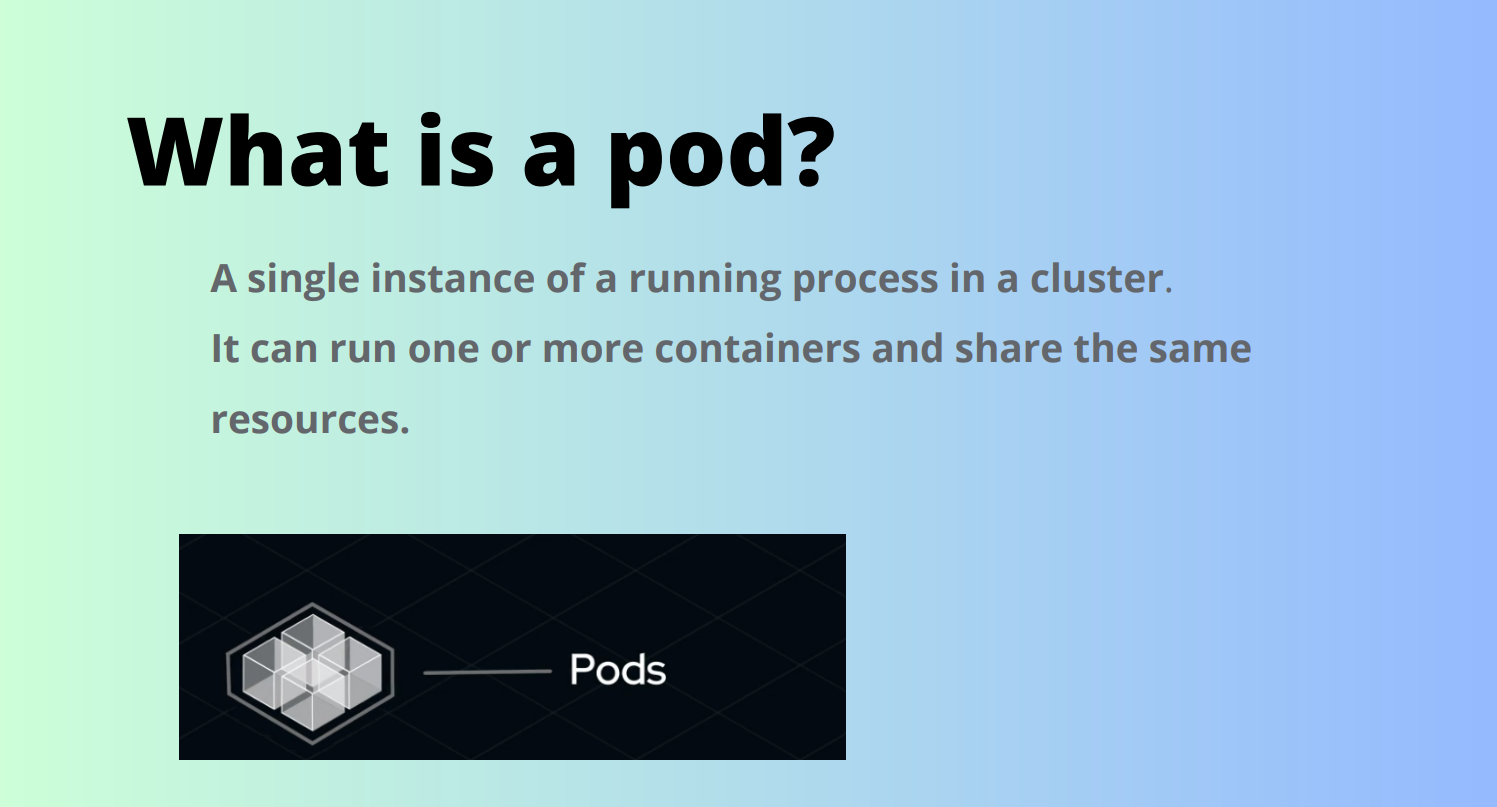 What is a pod?
A single instance of a running process in a cluster.
It can run one or more containers and share the same
resources.
Pods